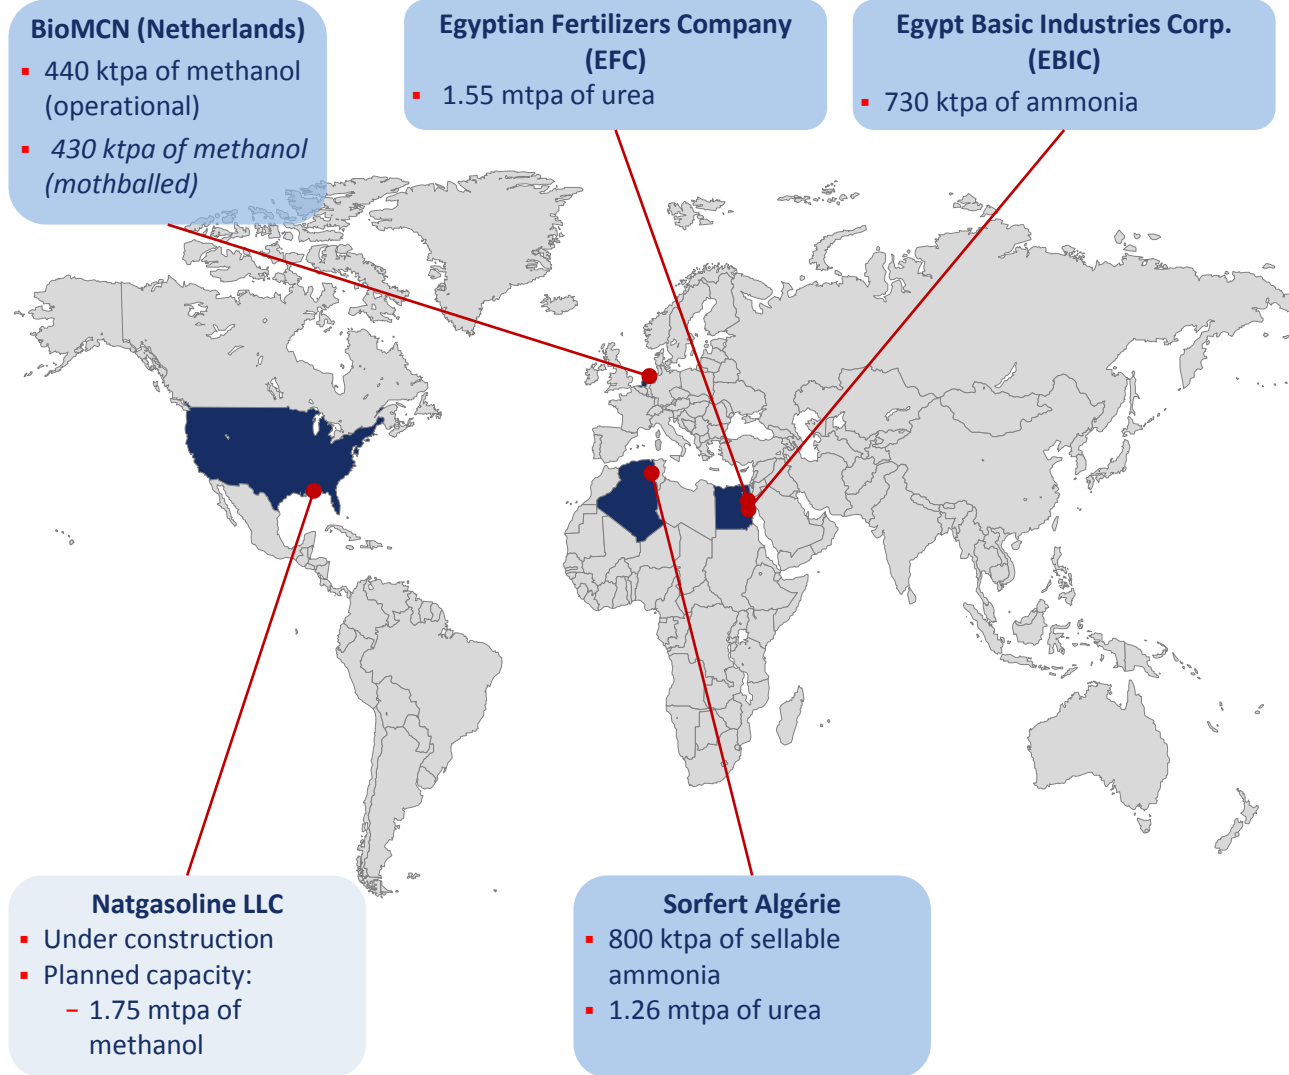 BioMCN (Netherlands)
▪ 440 ktpa of methanol
(operational)
▪ 430 ktpa of methanol
(mothballed)
Egyptian Fertilizers Company
(EFC)
▪ 1.55 mtpa of urea
Egypt Basic Industries Corp.
(EBIC)
▪ 730 ktpa of ammonia
Natgasoline LLC
▪ Under construction
▪ Planned capacity:
− 1.75 mtpa of
methanol
Sorfert Algérie
▪ 800 ktpa of sellable
ammonia
▪ 1.26 mtpa of urea